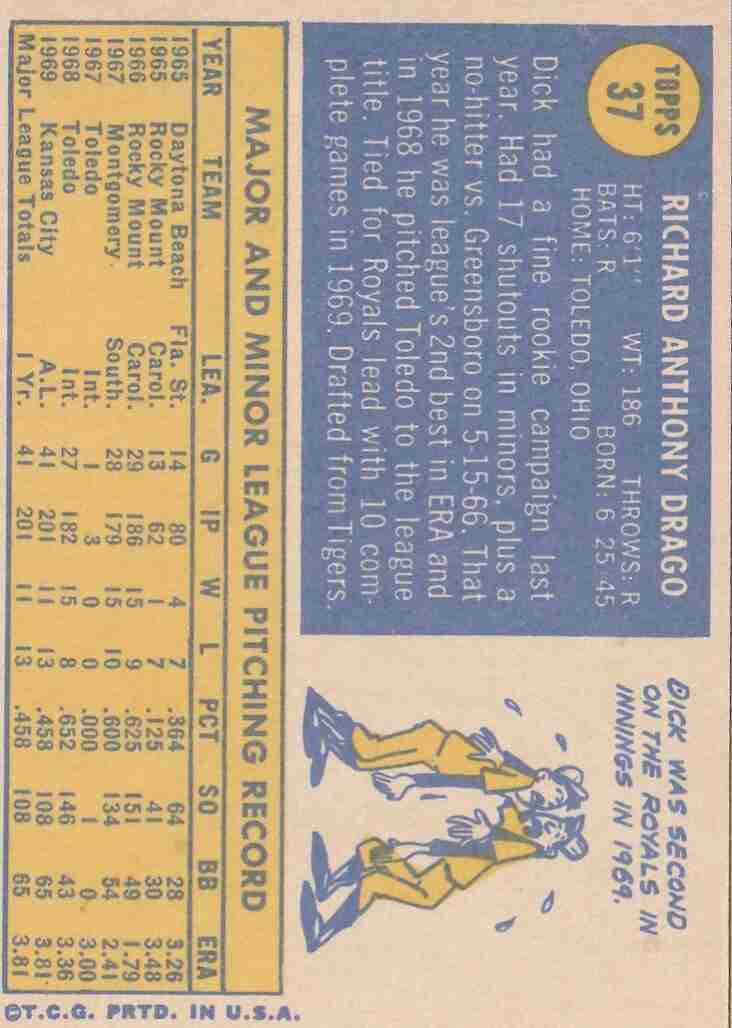 TOPPS
37
RICHARD ANTHONY DRAGO
HT: 6'1" WT: 186 THROWS: R
BATS: R BORN: 6 25 45
HOME: TOLEDO, OHIO
Dick had a fine rookie campaign last
year. Had 17 shutouts in minors, plus a
no-hitter vs. Greensboro on 5-15-66. That
year he was league's 2nd best in ERA and
in 1968 he pitched Toledo to the league
title. Tied for Royals lead with 10 com-
plete games in 1969. Drafted from Tigers.
DICK WAS SECOND
ON THE ROYALS IN
INNINGS IN 1969.
MAJOR AND MINOR LEAGUE PITCHING RECORD
YEAR TEAM LEA. G IP W L PCT SO BB ERA
1965 Daytona Beach Fla. St. 14 80 4 7 .364 64 28 3.26
1965 Rocky Mount Carol. 13 62 1 7 .125 41 30 3.48
1966 Rocky Mount Carol. 29 186 15 9 .625 151 49 1.79
1967 Montgomery South. 28 179 15 10 .600 134 54 2.41
1967 Toledo Int. 1 3 0 0 .000 1 0 3.00
1968 Toledo Int. 27 182 15 8 .652 146 43 3.36
1969 Kansas City A.L. 41 201 11 13 .458 108 65 3.81
Major League Totals 1 Yr. 41 201 11 13 .458 108 65 3.81
©T.C.G. PRTD. IN U.S.A.